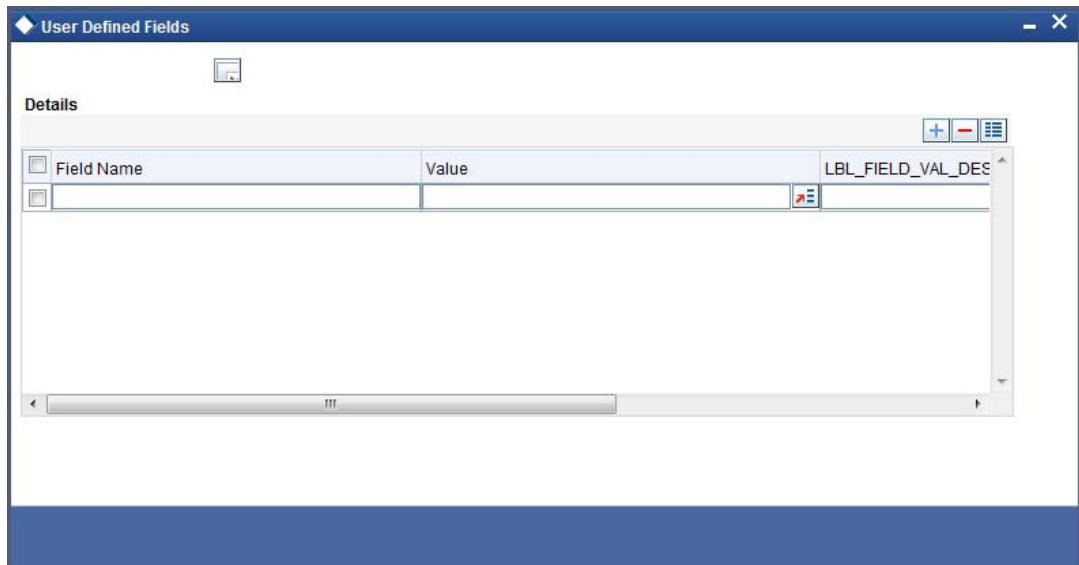 User Defined Fields
Details
Field Name Value LBL_FIELD_VAL_DES